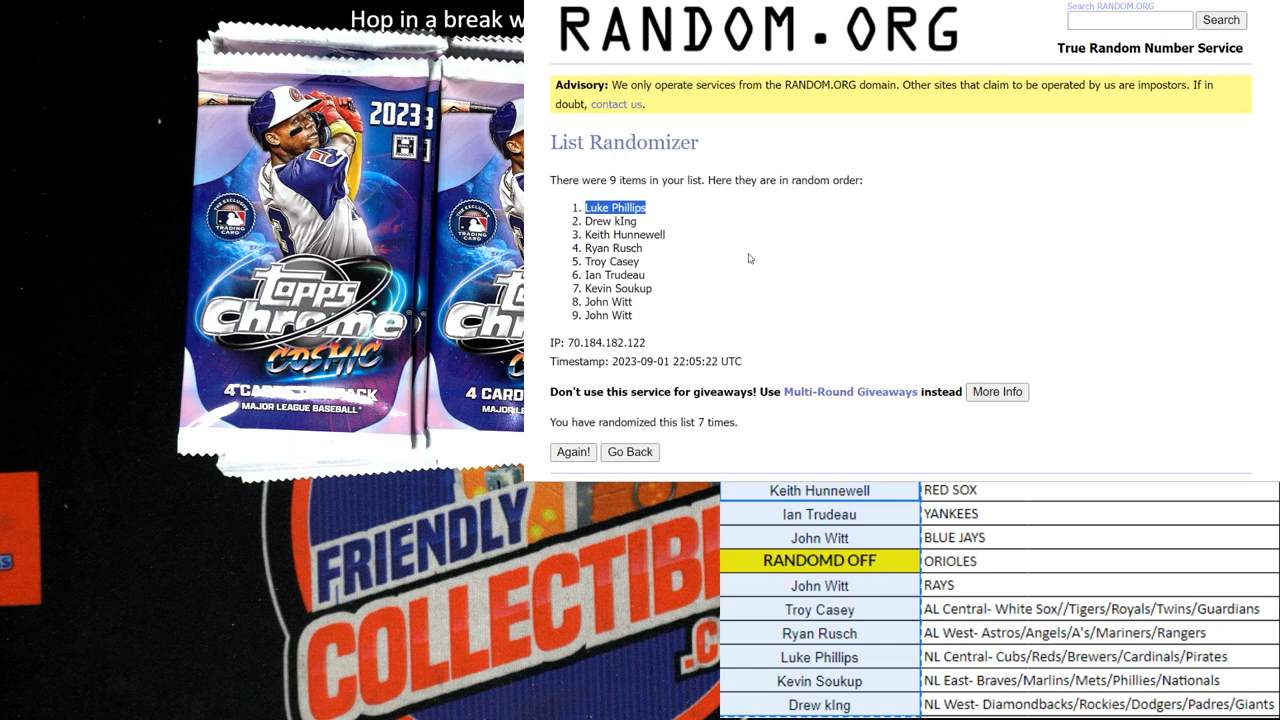 Hop in a break w
2023
HOBBY
ONLY
PRODUCT
THE EXCLUSIVE
TRADING
CARD
Topps
Chrome
COSMIC
MAJOR LEAGUE BASEBALL
4 CARD
FRIENDLY
COLLECTIBL
.C
RANDOM.ORG
Search RANDOM.ORG
Search
True Random Number Service
Advisory: We only operate services from the RANDOM.ORG domain. Other sites that claim to be operated by us are impostors. If in
doubt, contact us.
List Randomizer
There were 9 items in your list. Here they are in random order:
1. Luke Phillips
2. Drew kIng
3. Keith Hunnewell
4. Ryan Rusch
5. Troy Casey
6. Ian Trudeau
7. Kevin Soukup
8. John Witt
9. John Witt
IP: 70.184.182.122
Timestamp: 2023-09-01 22:05:22 UTC
Don't use this service for giveaways! Use Multi-Round Giveaways instead More Info
You have randomized this list 7 times.
Again! Go Back
Keith Hunnewell RED SOX
Ian Trudeau YANKEES
John Witt BLUE JAYS
RANDOMD OFF ORIOLES
John Witt RAYS
Troy Casey AL Central- White Sox//Tigers/Royals/Twins/Guardians
Ryan Rusch AL West- Astros/Angels/A's/Mariners/Rangers
Luke Phillips NL Central- Cubs/Reds/Brewers/Cardinals/Pirates
Kevin Soukup NL East- Braves/Marlins/Mets/Phillies/Nationals
Drew kIng NL West- Diamondbacks/Rockies/Dodgers/Padres/Giants